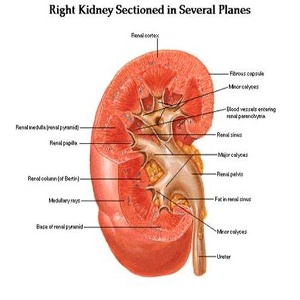 Right Kidney Sectioned in Several Planes
Renal cortex
Fibrous capsule
Minor calyces
Blood vessels entering
renal parenchyma
Renal sinus
Major calyces
Renal pelvis
Fat in renal sinus
Minor calyces
Ureter
Renal medulla (renal pyramid)
Renal papilla
Renal column (of Bertin)
Medullary rays
Base of renal pyramid